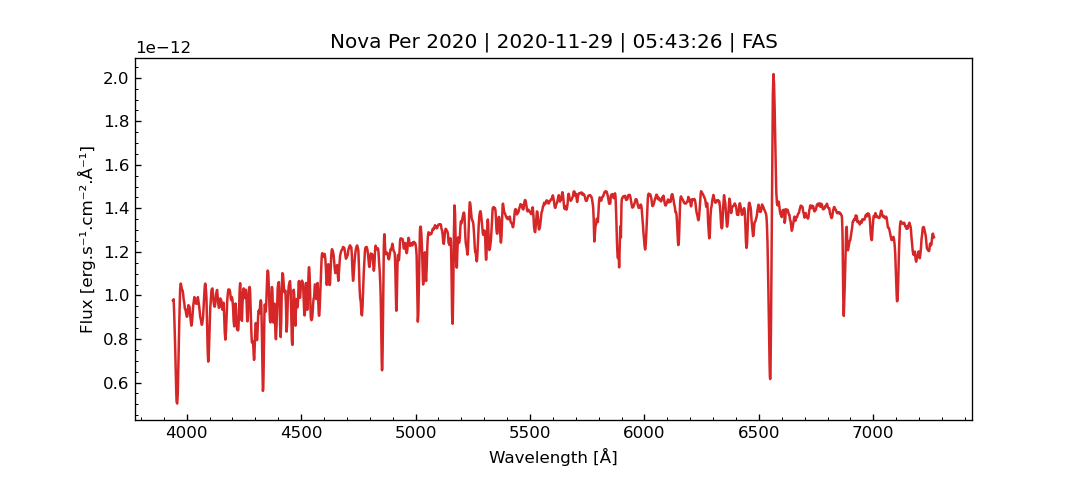 Nova Per 2020 | 2020-11-29 | 05:43:26 | FAS
1e−12
2.0
1.8
1.6
1.4
1.2
1.0
0.8
0.6
Flux [erg.s⁻¹.cm⁻².Å⁻¹]
4000 4500 5000 5500 6000 6500 7000
Wavelength [Å]